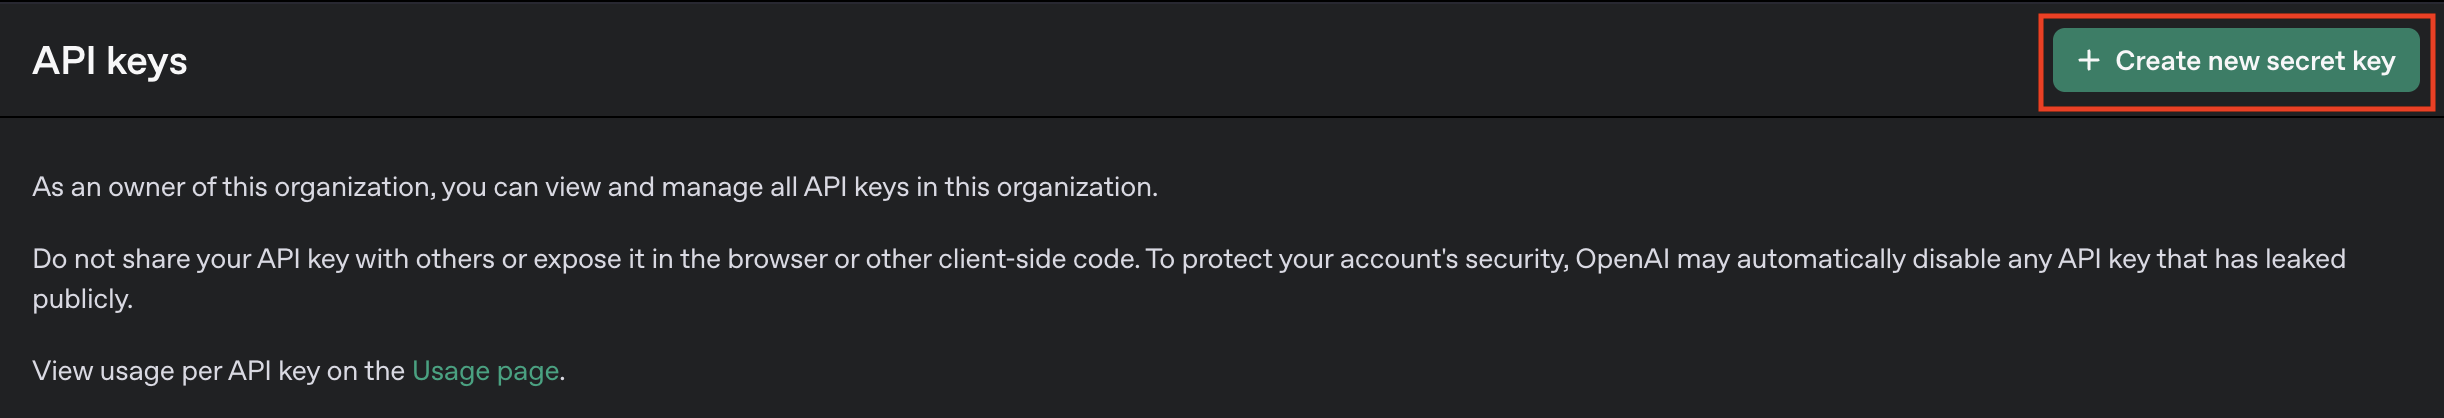 API keys
+ Create new secret key
As an owner of this organization, you can view and manage all API keys in this organization.
Do not share your API key with others or expose it in the browser or other client-side code. To protect your account's security, OpenAI may automatically disable any API key that has leaked
publicly.
View usage per API key on the Usage page.